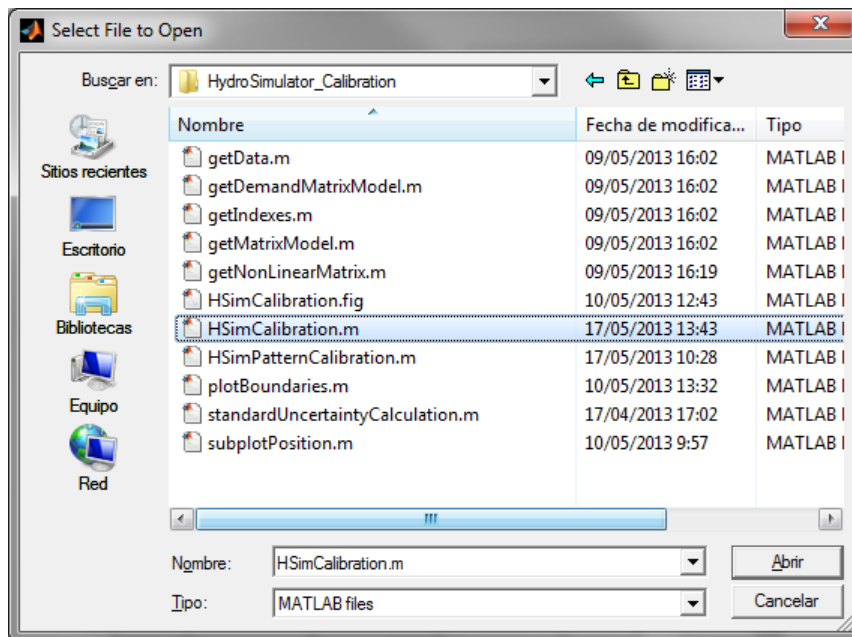 Select File to Open
Buscar en: HydroSimulator_Calibration
Nombre Fecha de modifica... Tipo
getData.m 09/05/2013 16:02 MATLAB
getDemandMatrixModel.m 09/05/2013 16:02 MATLAB
getIndexes.m 09/05/2013 16:02 MATLAB
getMatrixModel.m 09/05/2013 16:02 MATLAB
getNonLinearMatrix.m 09/05/2013 16:19 MATLAB
HSimCalibration.fig 10/05/2013 12:43 MATLAB
HSimCalibration.m 17/05/2013 13:43 MATLAB
HSimPatternCalibration.m 17/05/2013 10:28 MATLAB
plotBoundaries.m 10/05/2013 13:32 MATLAB
standardUncertaintyCalculation.m 17/04/2013 17:02 MATLAB
subplotPosition.m 10/05/2013 9:57 MATLAB
Sitios recientes
Escritorio
Bibliotecas
Equipo
Red
Nombre: HSimCalibration.m Abrir
Tipo: MATLAB files Cancelar